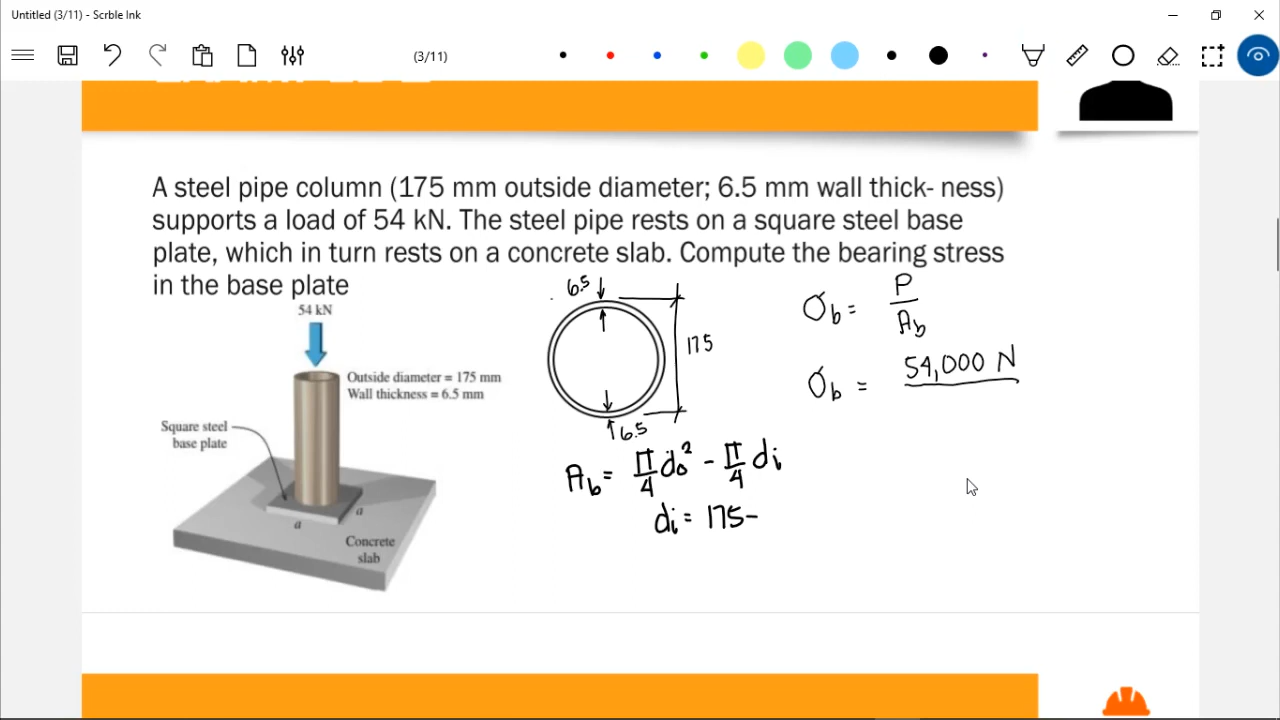 Untitled (3/11) - Scrble Ink
(3/11)
A steel pipe column (175 mm outside diameter; 6.5 mm wall thick- ness)
supports a load of 54 kN. The steel pipe rests on a square steel base
plate, which in turn rests on a concrete slab. Compute the bearing stress
in the base plate
54 kN
Outside diameter = 175 mm
Wall thickness = 6.5 mm
Square steel
base plate
a
a
Concrete
slab
6.5
175
6.5
σb = P/Ab
σb = 54,000 N
Ab = π/4 do² - π/4 di
di = 175-